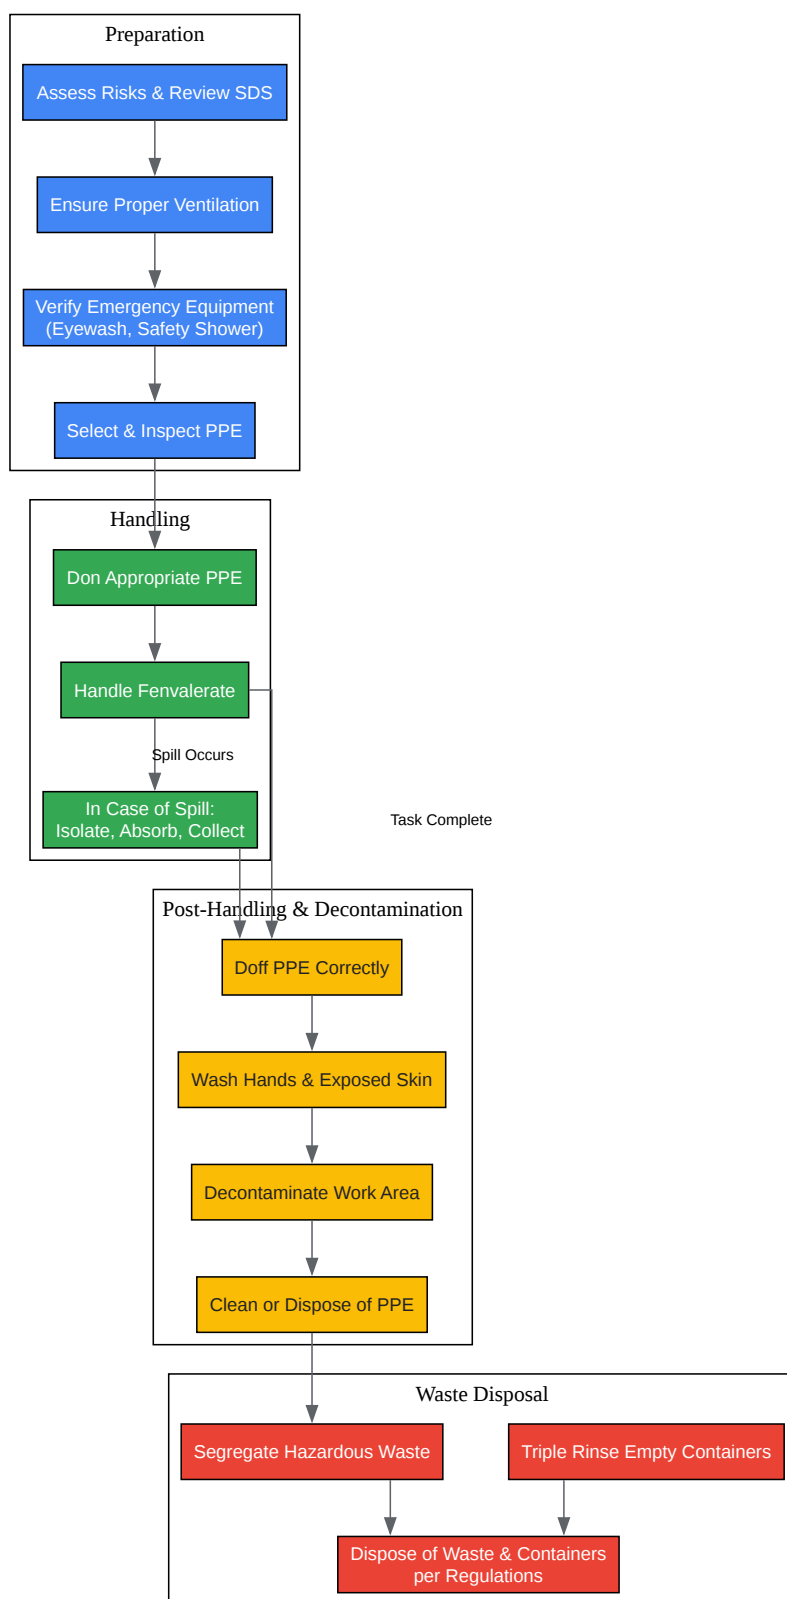 Preparation
Assess Risks & Review SDS
Ensure Proper Ventilation
Verify Emergency Equipment
(Eyewash, Safety Shower)
Select & Inspect PPE
Handling
Don Appropriate PPE
Handle Fenvalerate
Spill Occurs
In Case of Spill:
Isolate, Absorb, Collect
Task Complete
Post-Handling & Decontamination
Doff PPE Correctly
Wash Hands & Exposed Skin
Decontaminate Work Area
Clean or Dispose of PPE
Waste Disposal
Segregate Hazardous Waste
Triple Rinse Empty Containers
Dispose of Waste & Containers
per Regulations